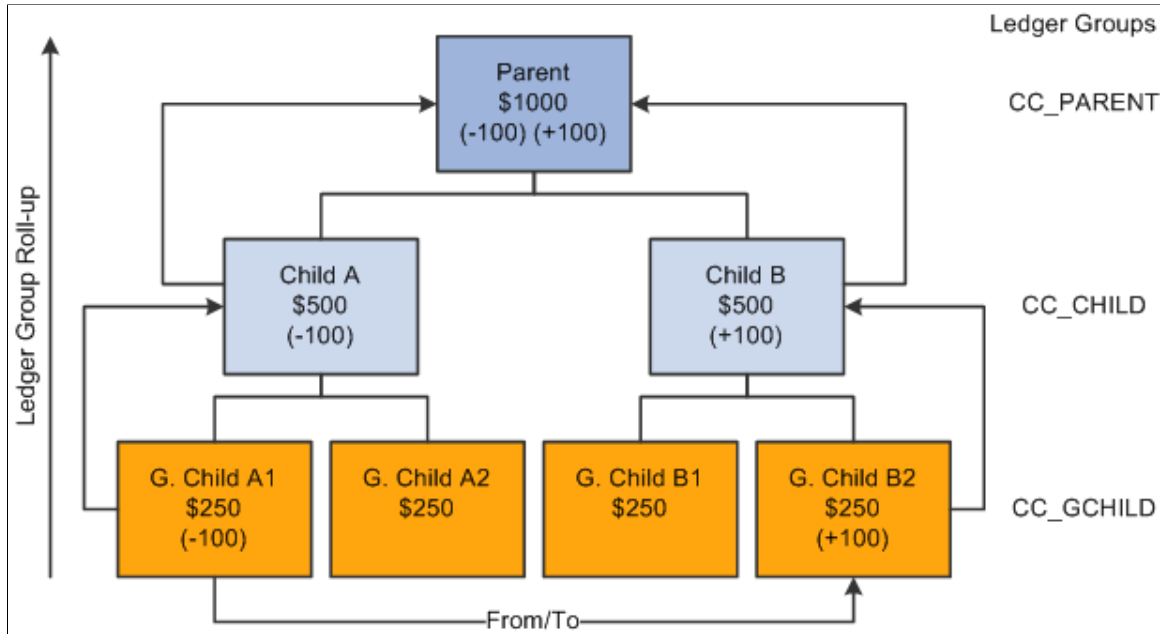 Ledger Groups
Parent
$1000
(-100) (+100)
CC_PARENT
Ledger Group Roll-up
Child A
$500
(-100)
Child B
$500
(+100)
CC_CHILD
G. Child A1
$250
(-100)
G. Child A2
$250
G. Child B1
$250
G. Child B2
$250
(+100)
CC_GCHILD
From/To